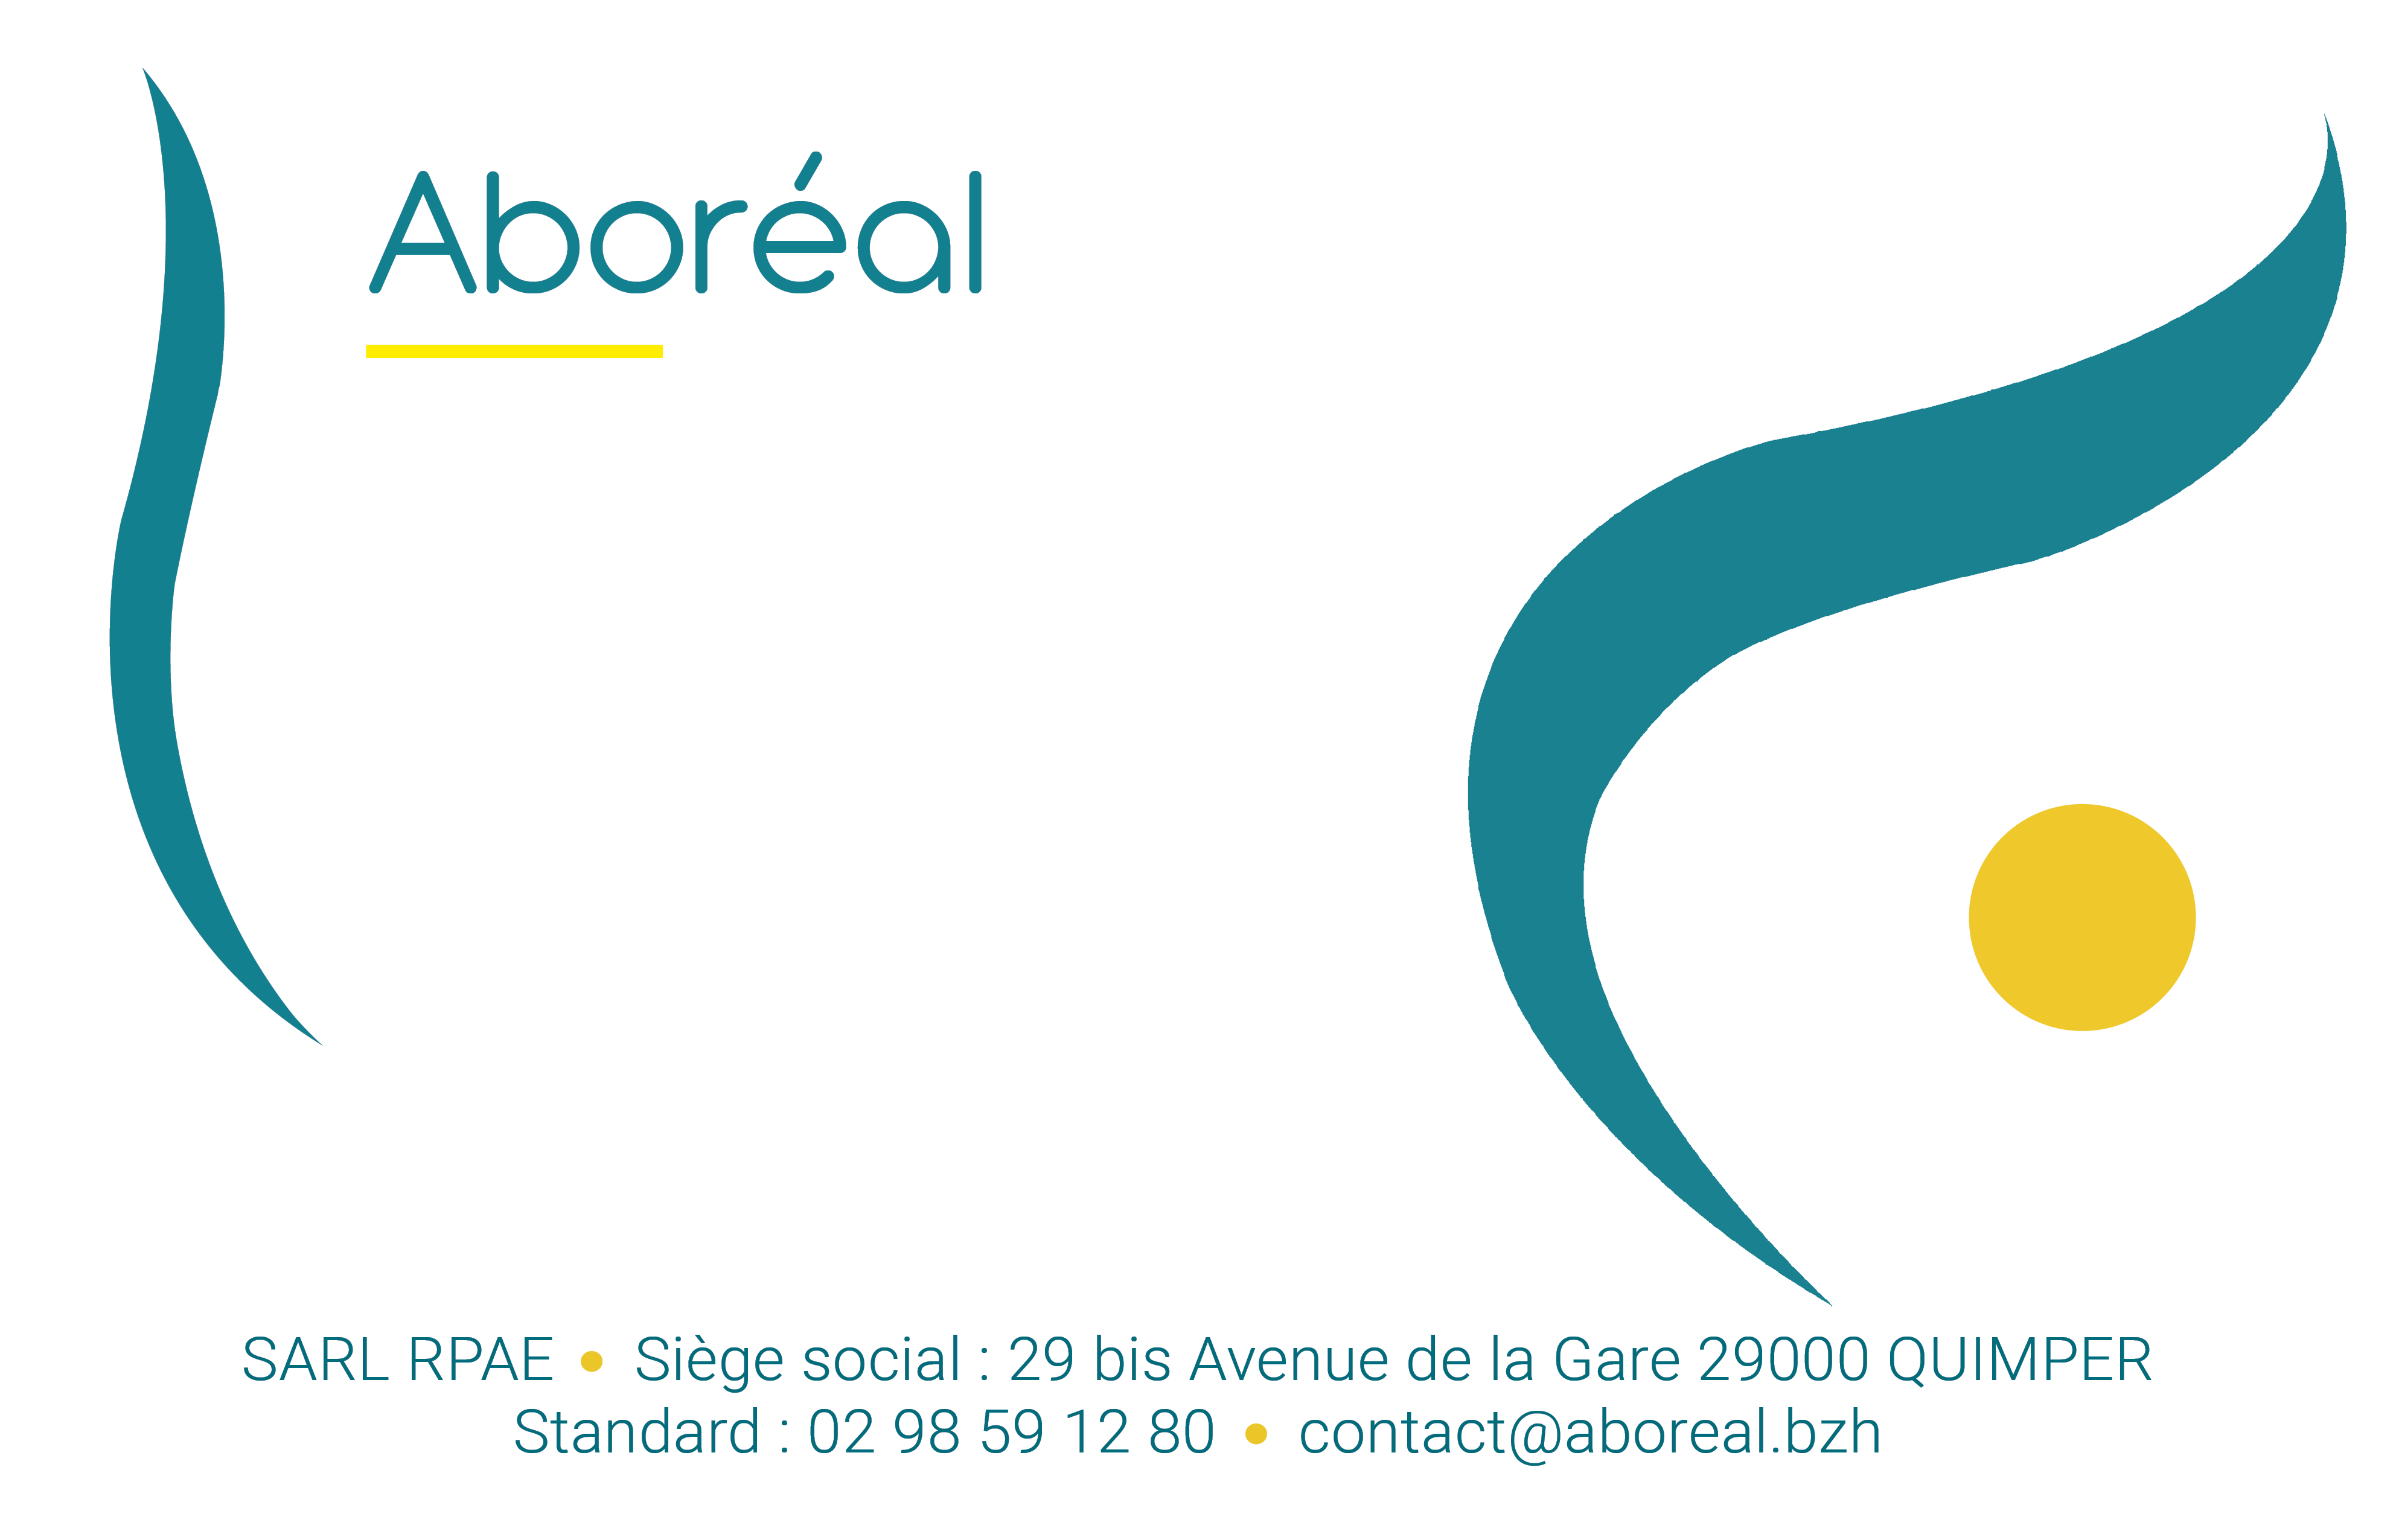 Aboréal
SARL RPAE • Siège social : 29 bis Avenue de la Gare 29000 QUIMPER
Standard : 02 98 59 12 80 • contact@aboreal.bzh